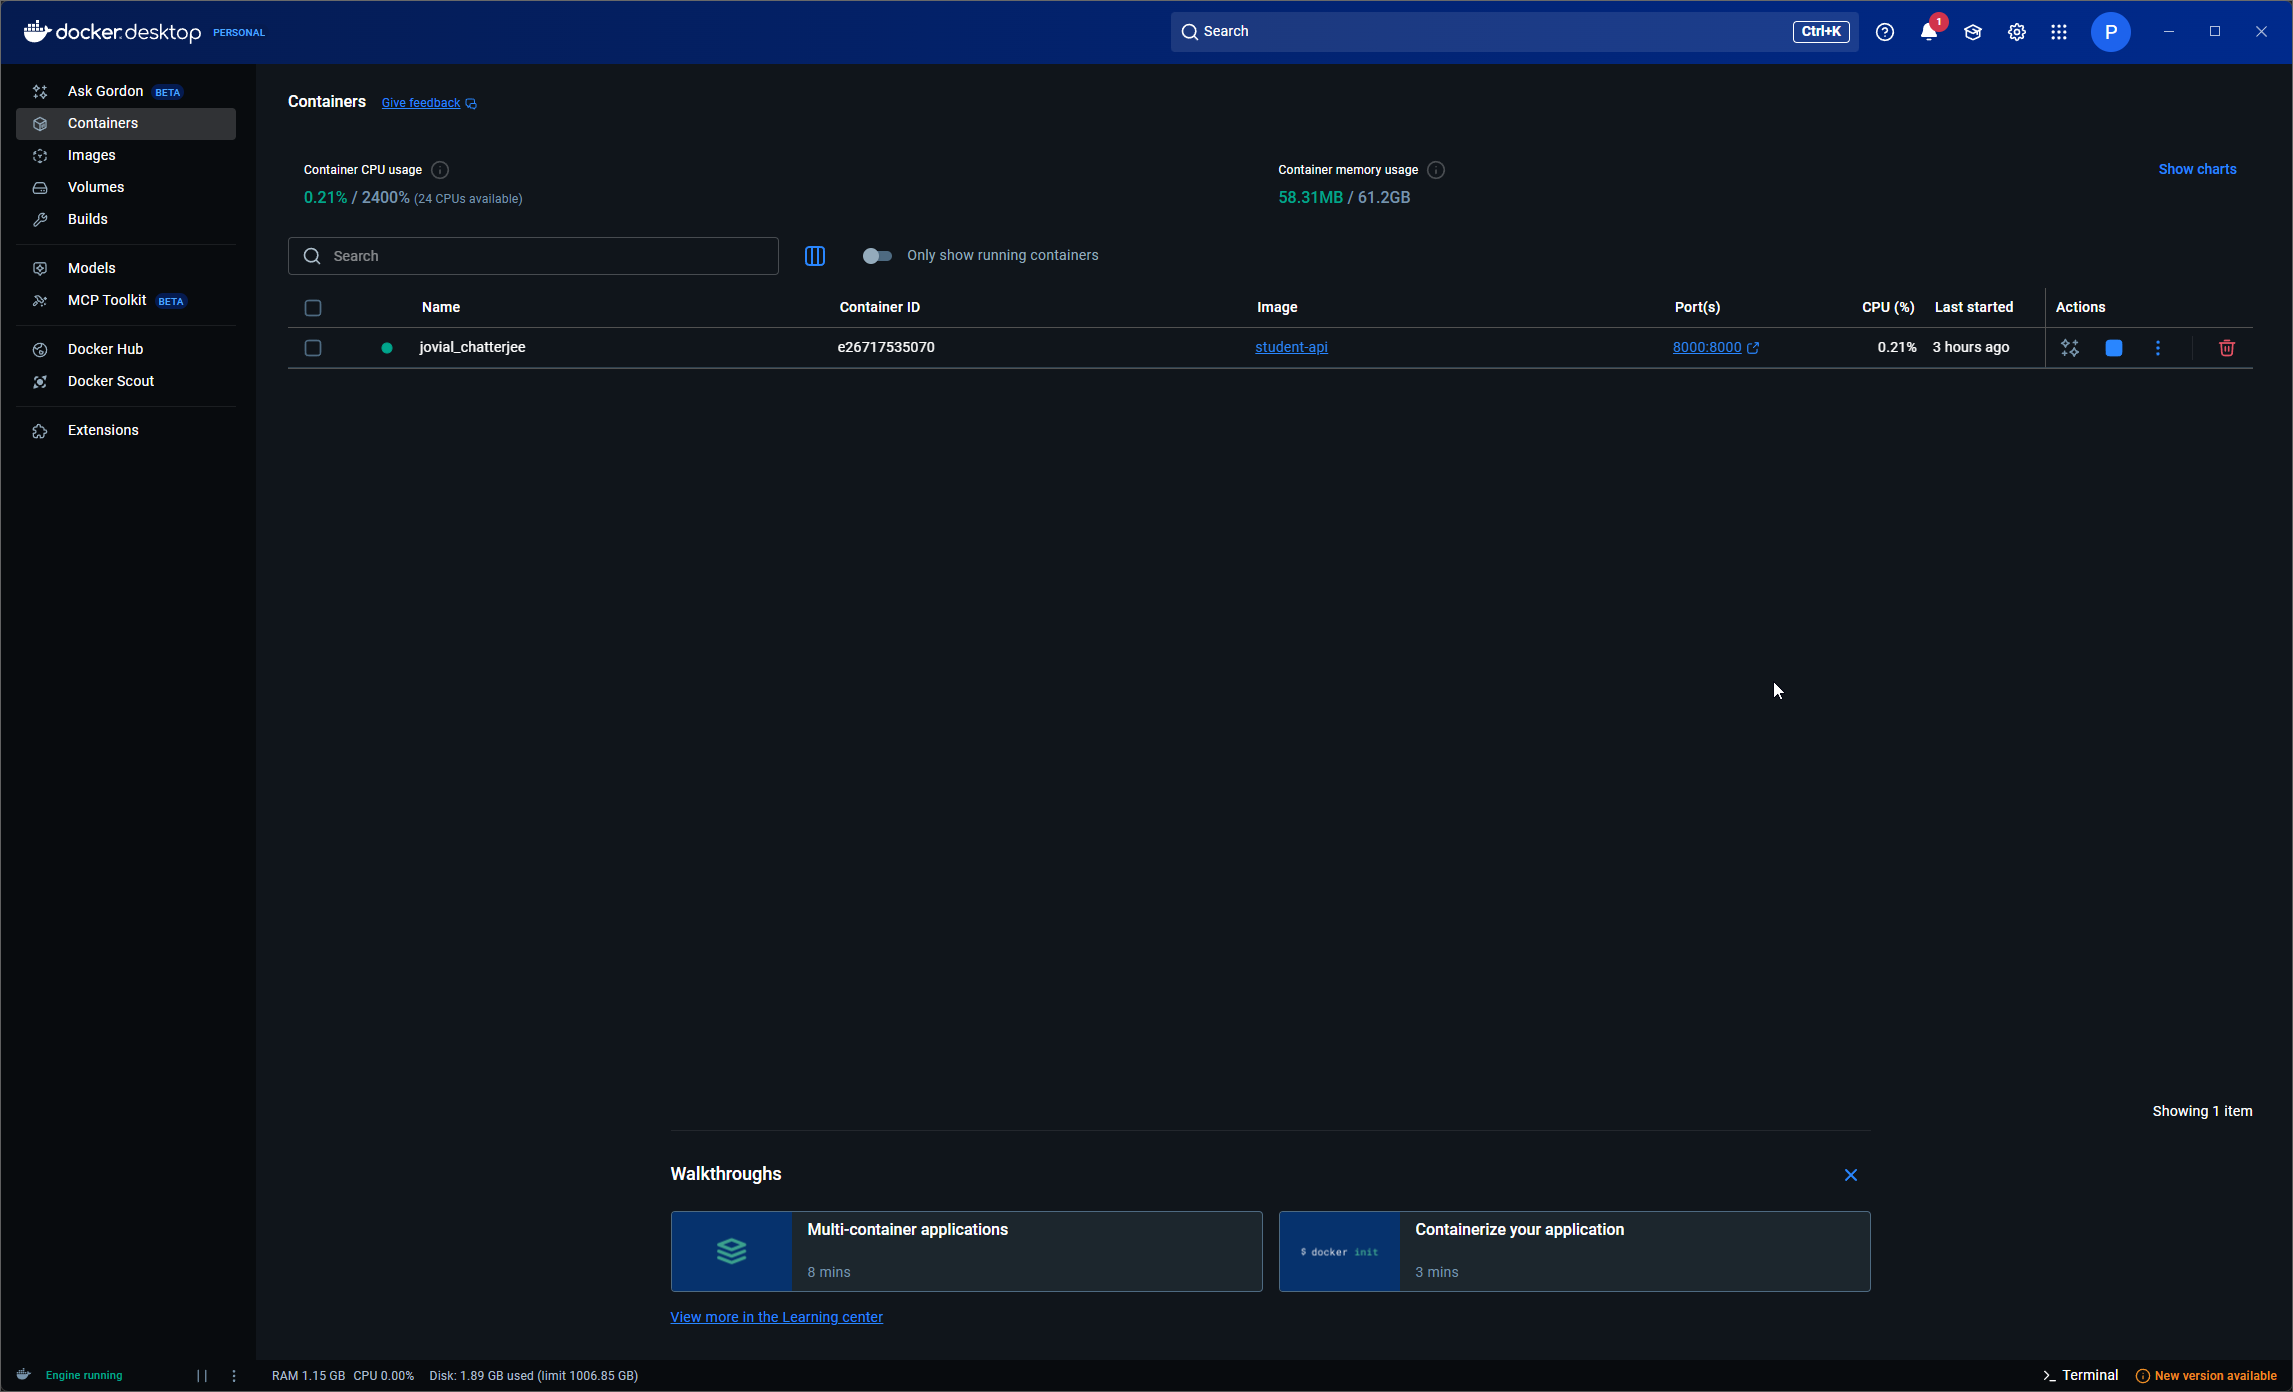 docker.desktop PERSONAL
Search
Ctrl+K
1
P
Ask Gordon BETA
Containers
Images
Volumes
Builds
Models
MCP Toolkit BETA
Docker Hub
Docker Scout
Extensions
Containers Give feedback
Container CPU usage
0.21% / 2400% (24 CPUs available)
Container memory usage
58.31MB / 61.2GB
Show charts
Search
Only show running containers
Name Container ID Image Port(s) CPU (%) Last started Actions
jovial_chatterjee e26717535070 student-api 8000:8000 0.21% 3 hours ago
Showing 1 item
Walkthroughs
Multi-container applications
8 mins
$ docker init
Containerize your application
3 mins
View more in the Learning center
Engine running
RAM 1.15 GB CPU 0.00% Disk: 1.89 GB used (limit 1006.85 GB)
Terminal
New version available